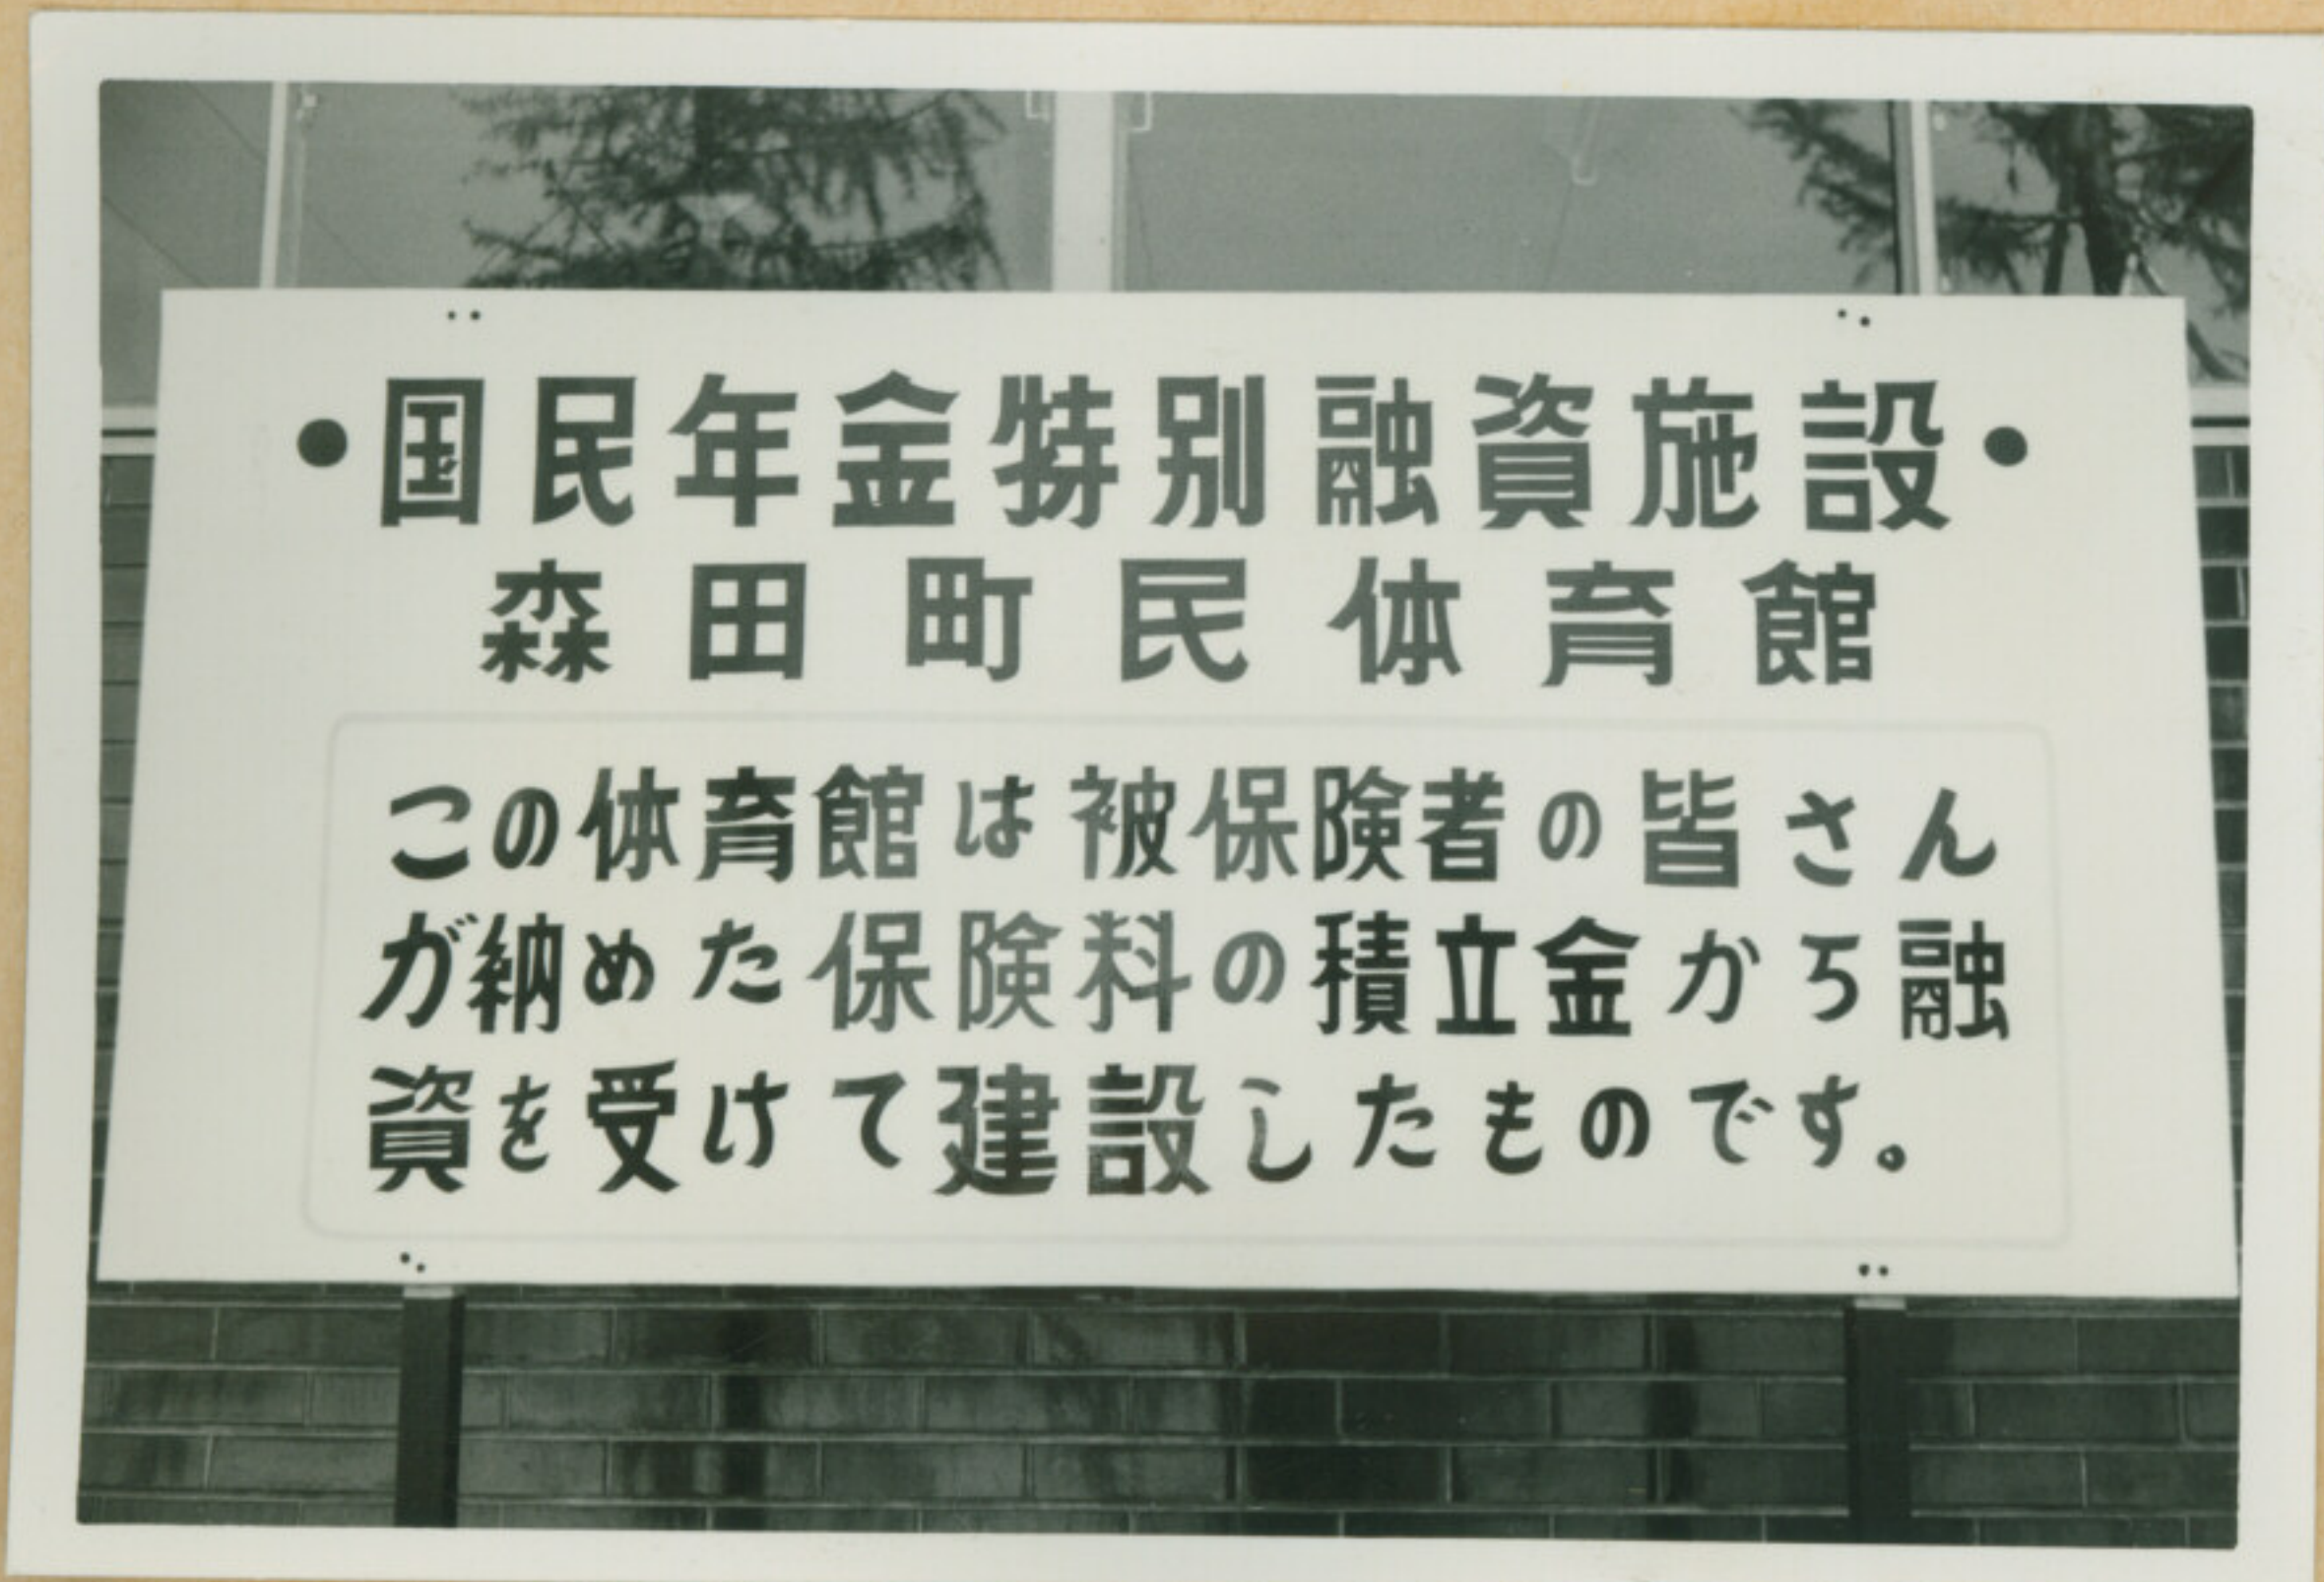 ●国民年金特別融資施設●
森田町民体育館
この体育館は被保険者の皆さん
が納めた保険料の積立金から融
資を受けて建設したものです。